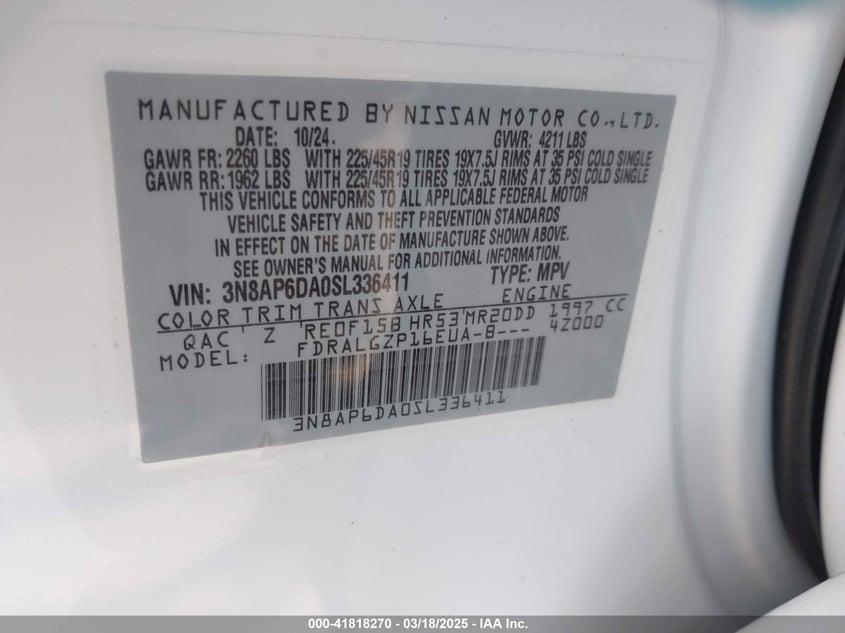 MANUFACTURED BY NISSAN MOTOR CO., LTD.
DATE: 10/24. GVWR: 4211 LBS
GAWR FR: 2260 LBS WITH 225/45R19 TIRES 19X7.5J RIMS AT 35 PSI COLD SINGLE
GAWR RR: 1962 LBS WITH 225/45R19 TIRES 19X7.5J RIMS AT 35 PSI COLD SINGLE
THIS VEHICLE CONFORMS TO ALL APPLICABLE FEDERAL MOTOR
VEHICLE SAFETY AND THEFT PREVENTION STANDARDS
IN EFFECT ON THE DATE OF MANUFACTURE SHOWN ABOVE.
SEE OWNER'S MANUAL FOR ADDITIONAL INFORMATION
VIN: 3N8AP6DA0SL336411 TYPE: MPV
COLOR TRIM TRANS AXLE ENGINE
QAC Z RE0F15B HR53 MR20DD 1997 CC
MODEL: FDRALGZP16EUA-B--- 4Z000
3N8AP6DA0SL336411
000-41818270 - 03/18/2025 - IAA Inc.